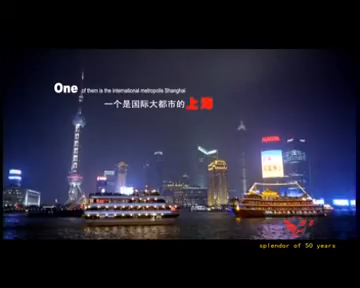 One of them is the international metropolis Shanghai
一个是国际大都市的上海
splendor of 50 years